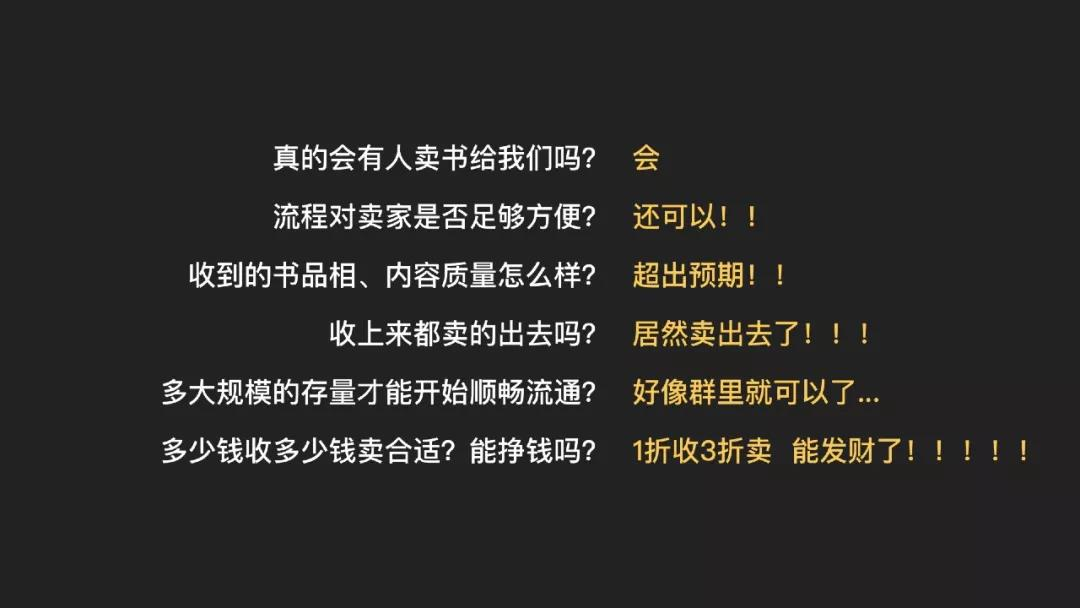 真的会有人卖书给我们吗？ 会
流程对卖家是否足够方便？ 还可以！！
收到的书品相、内容质量怎么样？ 超出预期！！
收上来都卖的出去吗？ 居然卖出去了！！！
多大规模的存量才能开始顺畅流通？ 好像群里就可以了...
多少钱收多少钱卖合适？能挣钱吗？ 1折收3折卖 能发财了！！！！！